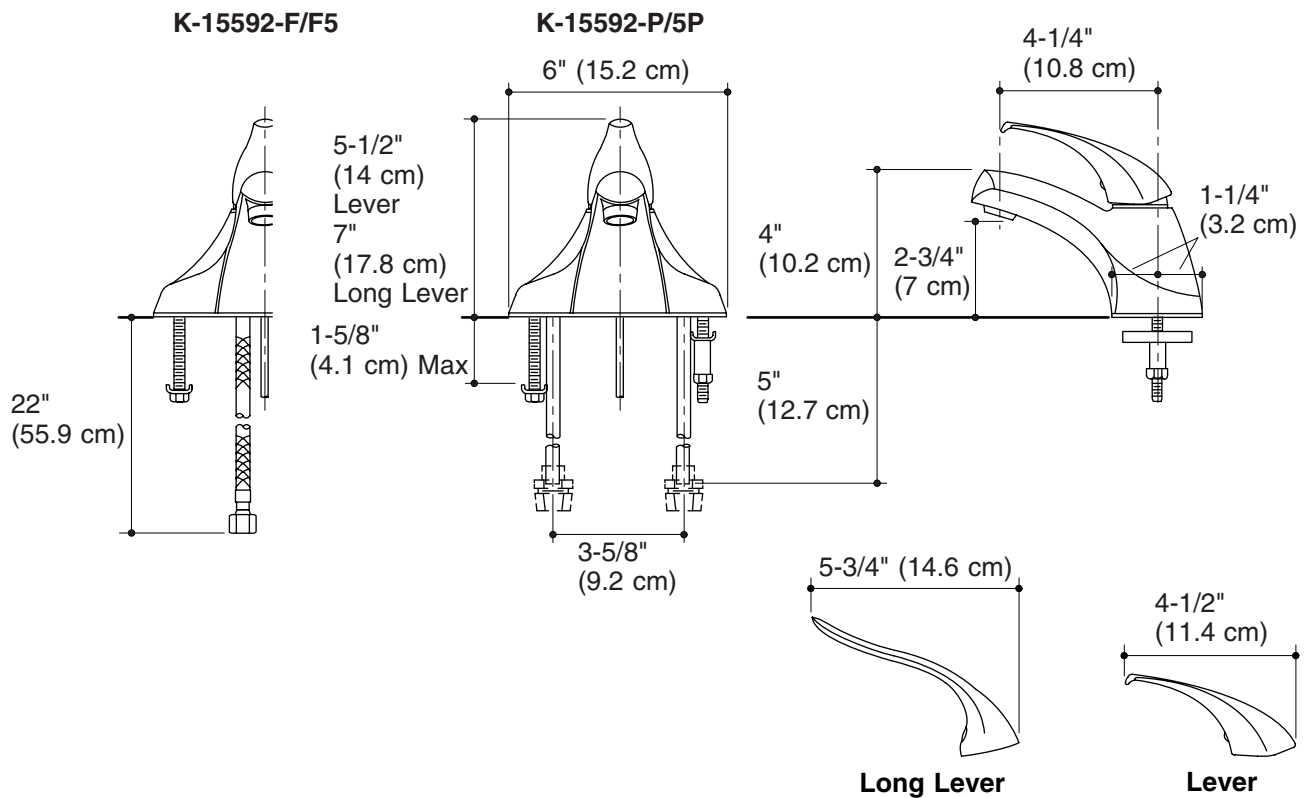 K-15592-F/F5
K-15592-P/5P
6" (15.2 cm)
4-1/4"
(10.8 cm)
5-1/2"
(14 cm)
Lever
7"
(17.8 cm)
Long Lever
1-5/8"
(4.1 cm) Max
22"
(55.9 cm)
3-5/8"
(9.2 cm)
4"
(10.2 cm)
2-3/4"
(7 cm)
1-1/4"
(3.2 cm)
5"
(12.7 cm)
5-3/4" (14.6 cm)
Long Lever
4-1/2"
(11.4 cm)
Lever